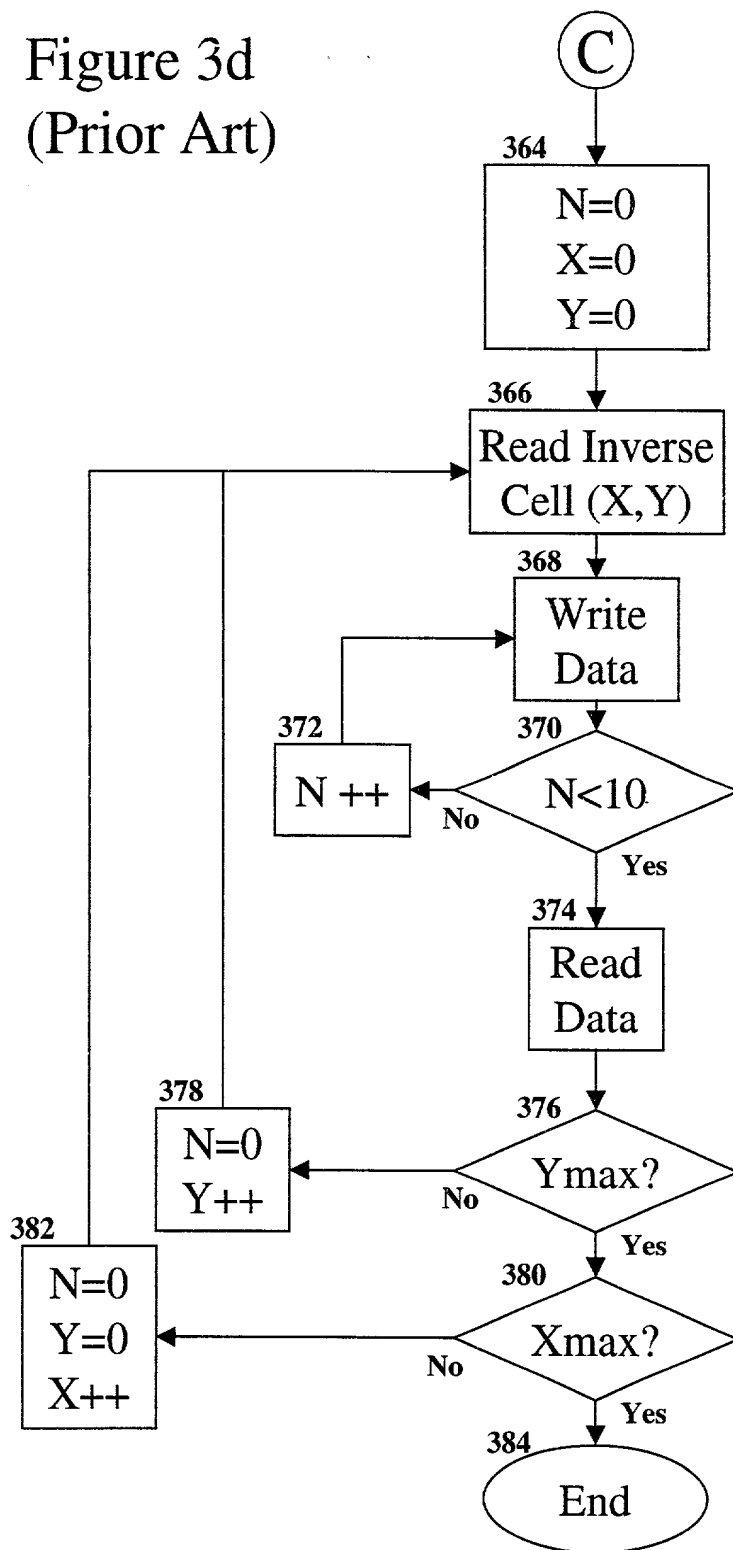 Figure 3d
(Prior Art)
C
364
N=0
X=0
Y=0
366
Read Inverse
Cell (X,Y)
368
Write
Data
370
N<10
No
Yes
372
N ++
374
Read
Data
376
Ymax?
No
Yes
378
N=0
Y++
380
Xmax?
No
Yes
382
N=0
Y=0
X++
384
End